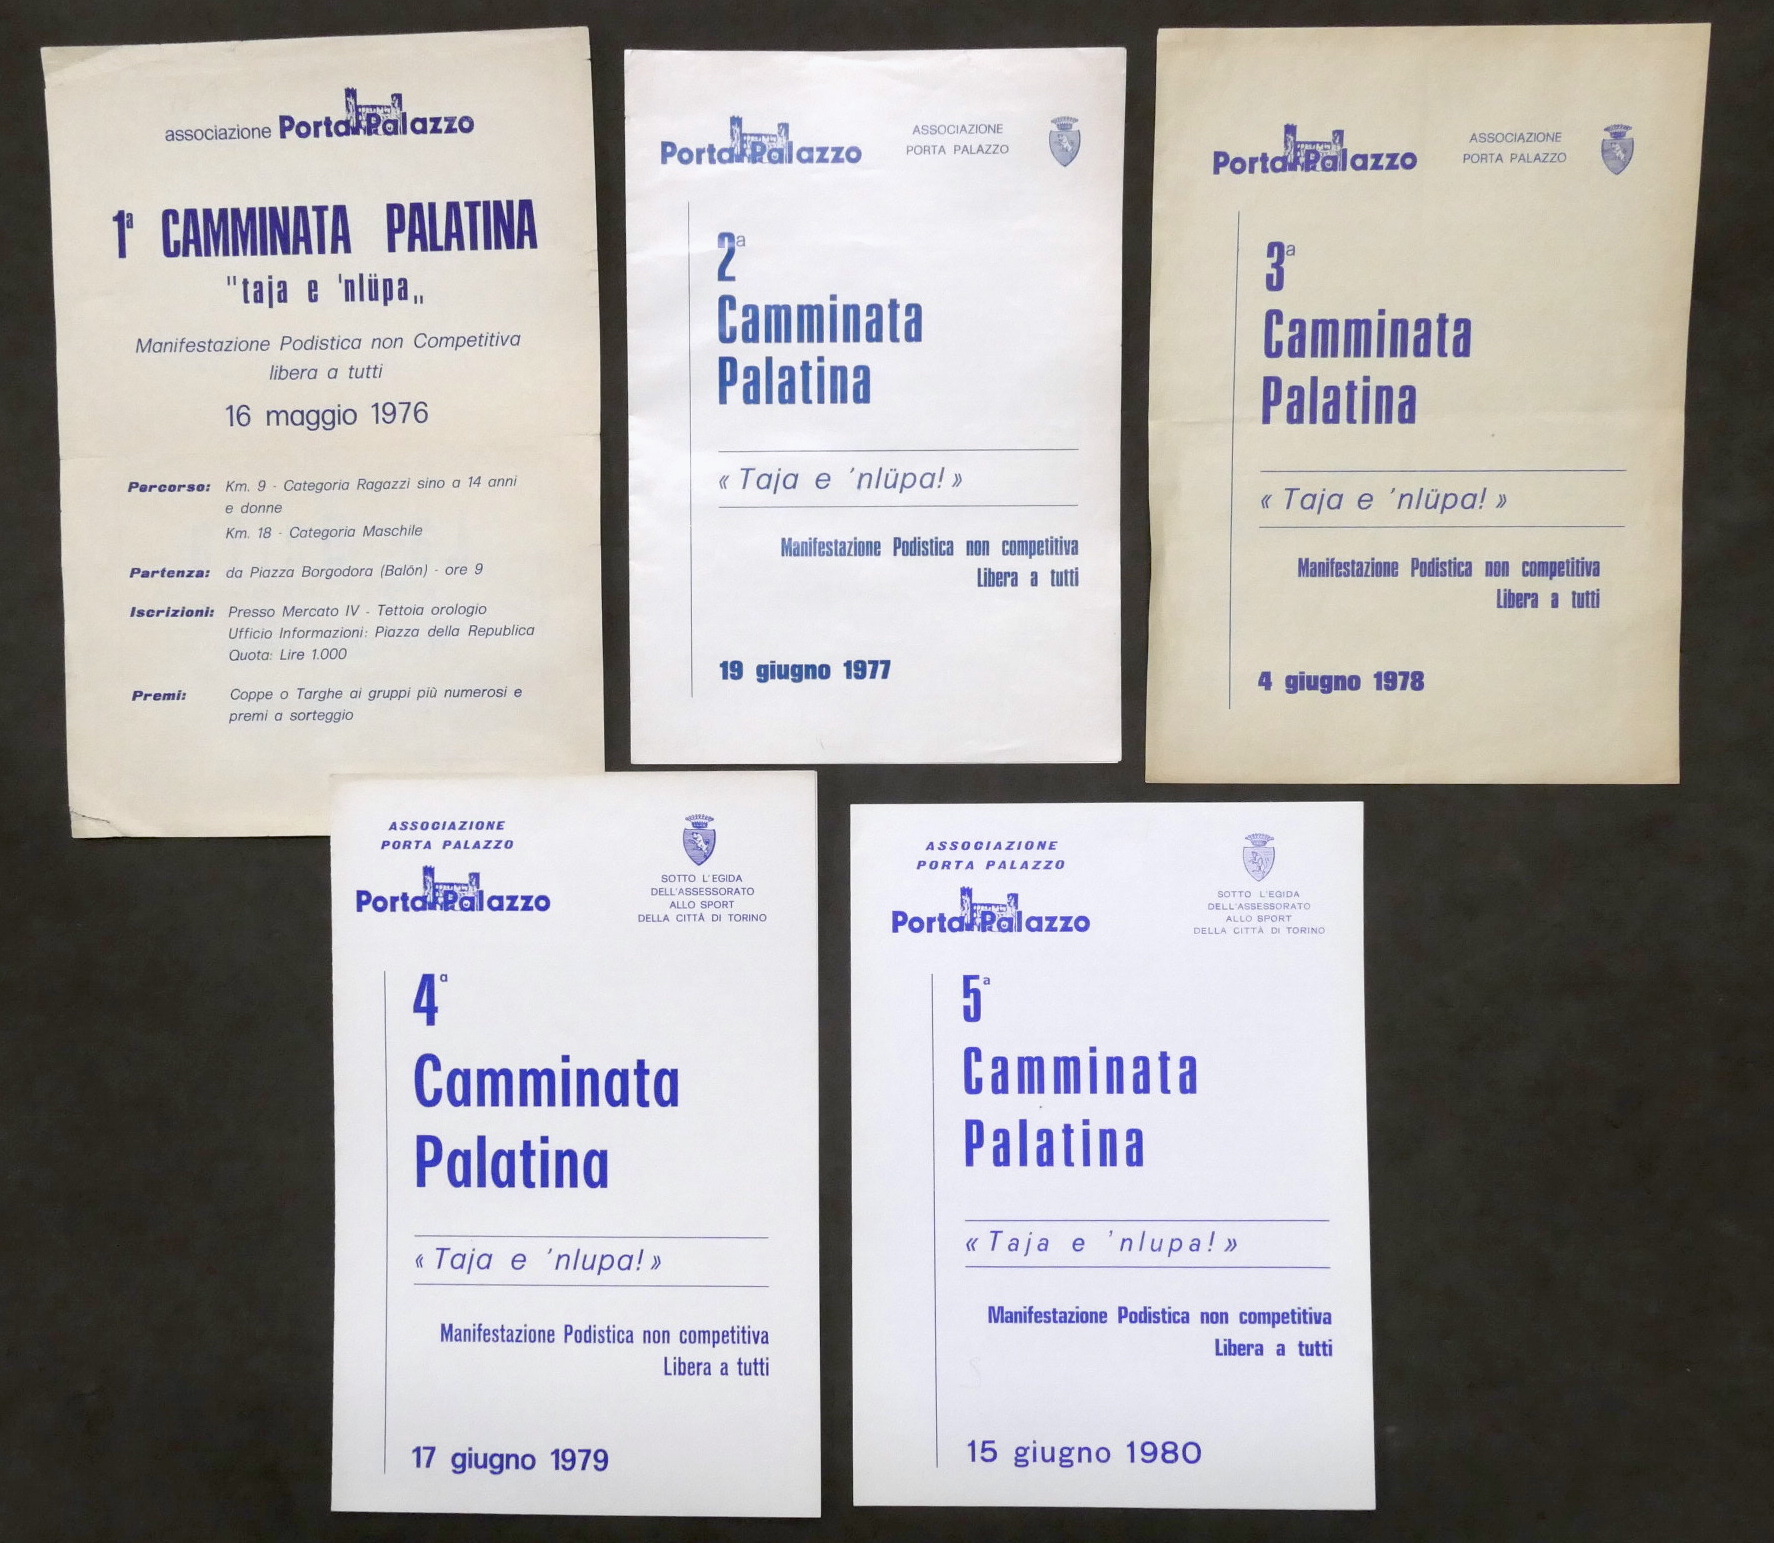 associazione Porta Palazzo
1ª CAMMINATA PALATINA
"taja e 'nlüpa„
Manifestazione Podistica non Competitiva
libera a tutti
16 maggio 1976
Percorso: Km. 9 - Categoria Ragazzi sino a 14 anni
e donne
Km. 18 - Categoria Maschile
Partenza: da Piazza Borgodora (Balôn) - ore 9
Iscrizioni: Presso Mercato IV - Tettoia orologio
Ufficio Informazioni: Piazza della Republica
Quota: Lire 1.000
Premi: Coppe o Targhe ai gruppi più numerosi e
premi a sorteggio
Porta Palazzo
ASSOCIAZIONE
PORTA PALAZZO
2ª
Camminata
Palatina
« Taja e 'nlüpa! »
Manifestazione Podistica non competitiva
Libera a tutti
19 giugno 1977
Porta Palazzo
ASSOCIAZIONE
PORTA PALAZZO
3ª
Camminata
Palatina
« Taja e 'nlüpa! »
Manifestazione Podistica non competitiva
Libera a tutti
4 giugno 1978
ASSOCIAZIONE
PORTA PALAZZO
Porta Palazzo
SOTTO L'EGIDA
DELL'ASSESSORATO
ALLO SPORT
DELLA CITTÀ DI TORINO
4ª
Camminata
Palatina
« Taja e 'nlupa! »
Manifestazione Podistica non competitiva
Libera a tutti
17 giugno 1979
ASSOCIAZIONE
PORTA PALAZZO
Porta Palazzo
SOTTO L'EGIDA
DELL'ASSESSORATO
ALLO SPORT
DELLA CITTÀ DI TORINO
5ª
Camminata
Palatina
« Taja e 'nlupa! »
Manifestazione Podistica non competitiva
Libera a tutti
15 giugno 1980